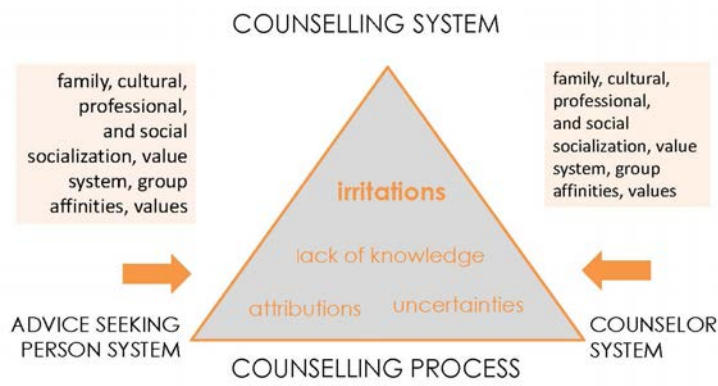 COUNSELLING SYSTEM
family, cultural,
professional,
and social
socialization, value
system, group
affinities, values
family, cultural,
professional,
and social
socialization, value
system, group
affinities, values
irritations
lack of knowledge
attributions
uncertainties
ADVICE SEEKING
PERSON SYSTEM
COUNSELOR
SYSTEM
COUNSELLING PROCESS